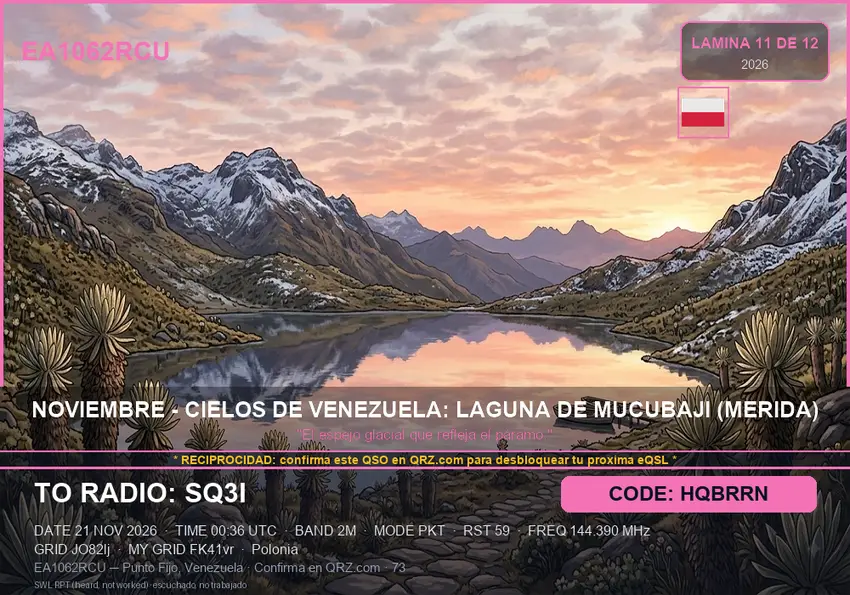 EA1062RCU
LAMINA 11 DE 12
2026
NOVIEMBRE - CIELOS DE VENEZUELA: LAGUNA DE MUCUBAJI (MERIDA)
"El espejo glacial que refleja el paramo."
* RECIPROCIDAD: confirma este QSO en QRZ.com para desbloquear tu proxima eQSL *
TO RADIO: SQ3I
CODE: HQBRRN
DATE 21 NOV 2026 · TIME 00:36 UTC · BAND 2M · MODE PKT · RST 59 · FREQ 144.390 MHz
GRID JO82lj · MY GRID FK41vr · Polonia
EA1062RCU — Punto Fijo, Venezuela · Confirma en QRZ.com · 73
SWL RPT (heard, not worked) · escuchado, no trabajado